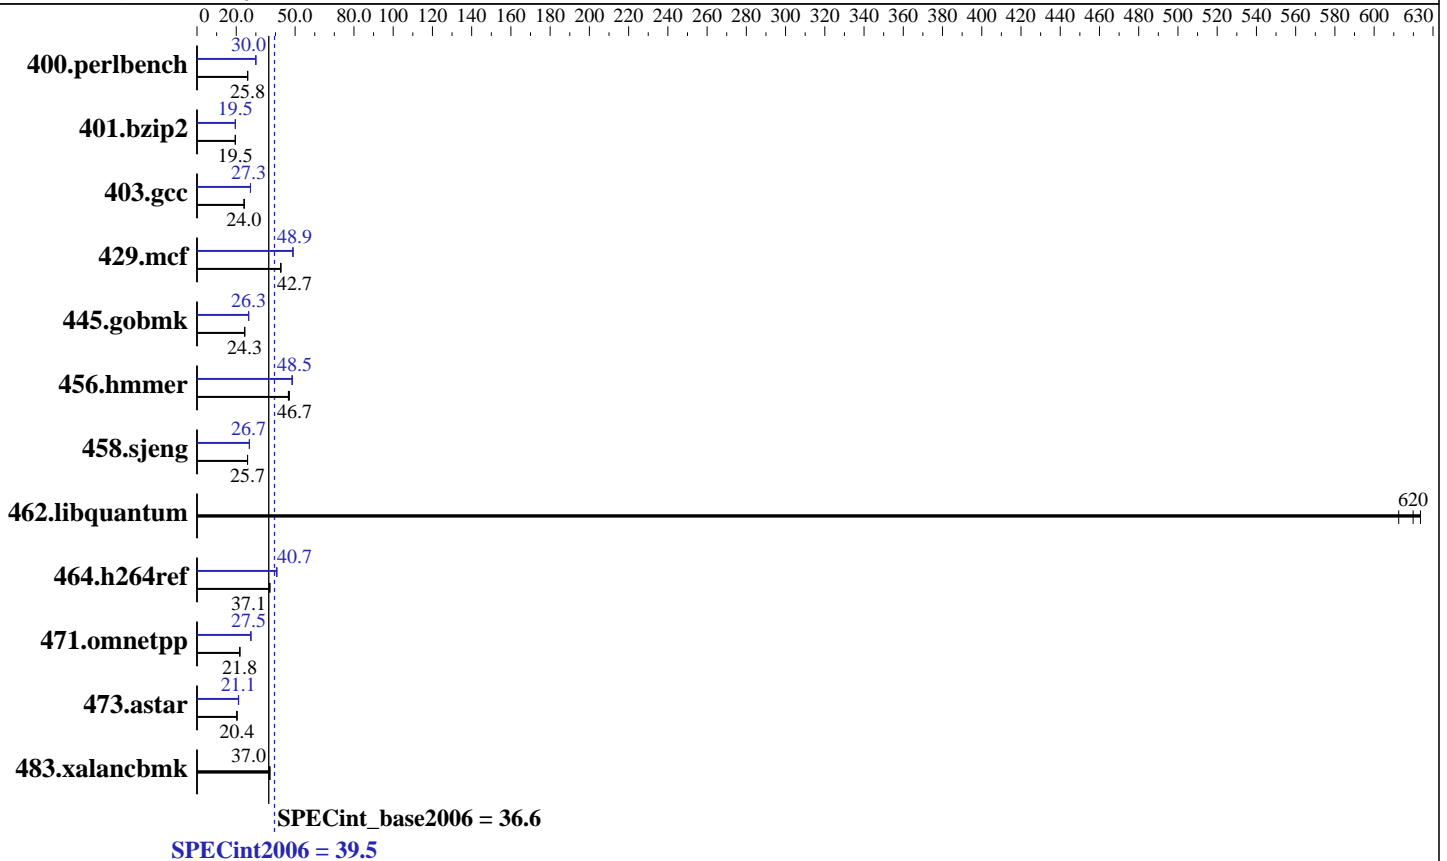 0 20.0 50.0 80.0 100 120 140 160 180 200 220 240 260 280 300 320 340 360 380 400 420 440 460 480 500 520 540 560 580 600 630
400.perlbench
30.0
25.8
401.bzip2
19.5
19.5
403.gcc
27.3
24.0
429.mcf
48.9
42.7
445.gobmk
26.3
24.3
456.hmmer
48.5
46.7
458.sjeng
26.7
25.7
462.libquantum
620
464.h264ref
40.7
37.1
471.omnetpp
27.5
21.8
473.astar
21.1
20.4
483.xalancbmk
37.0
SPECint_base2006 = 36.6
SPECint2006 = 39.5